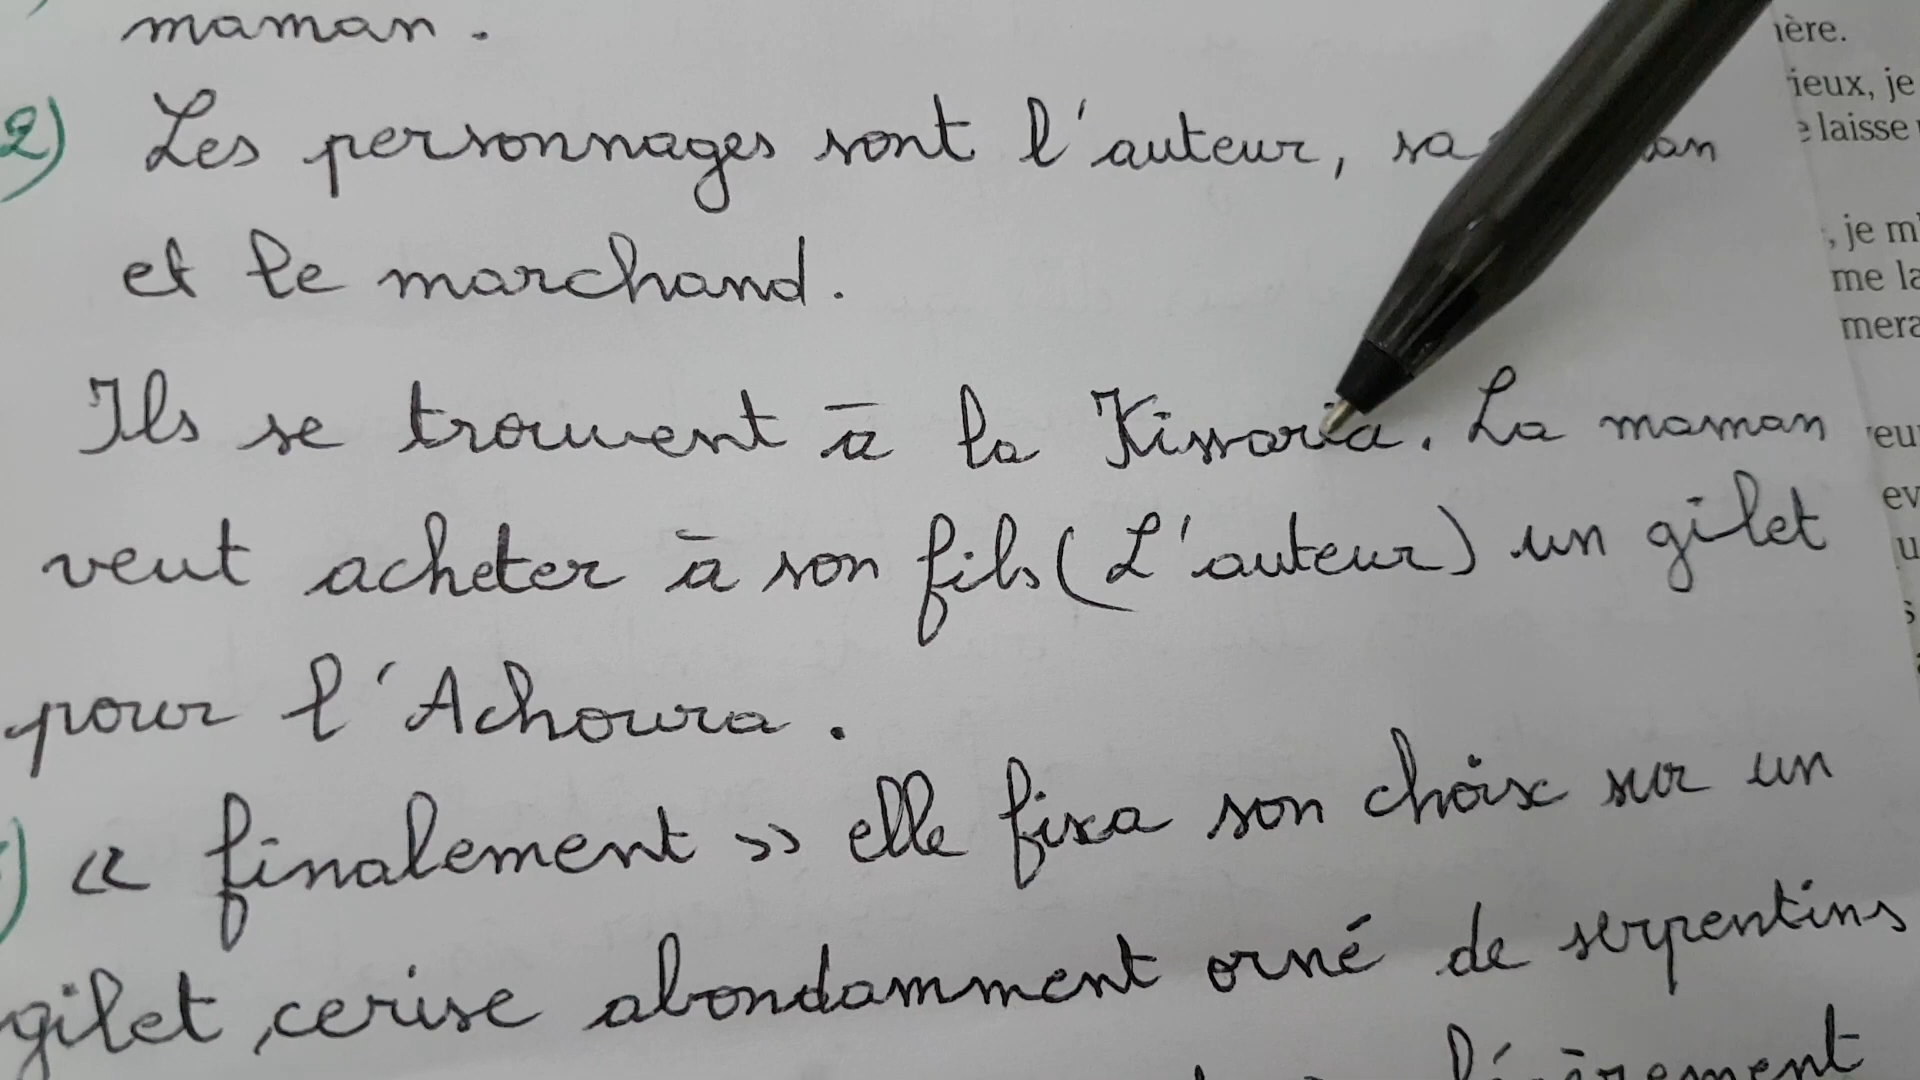 maman.
2) Les personnages sont l'auteur, sa
et le marchand.
Ils se trouvent à la Kissaria. La maman
veut acheter à son fils (L'auteur) un gilet
pour l'Achoura.
) « finalement » elle fixa son choix sur un
gilet, cerise abondamment orné de serpentins
légèrement
ière.
ieux, je
laisse
, je m'
me la
mera